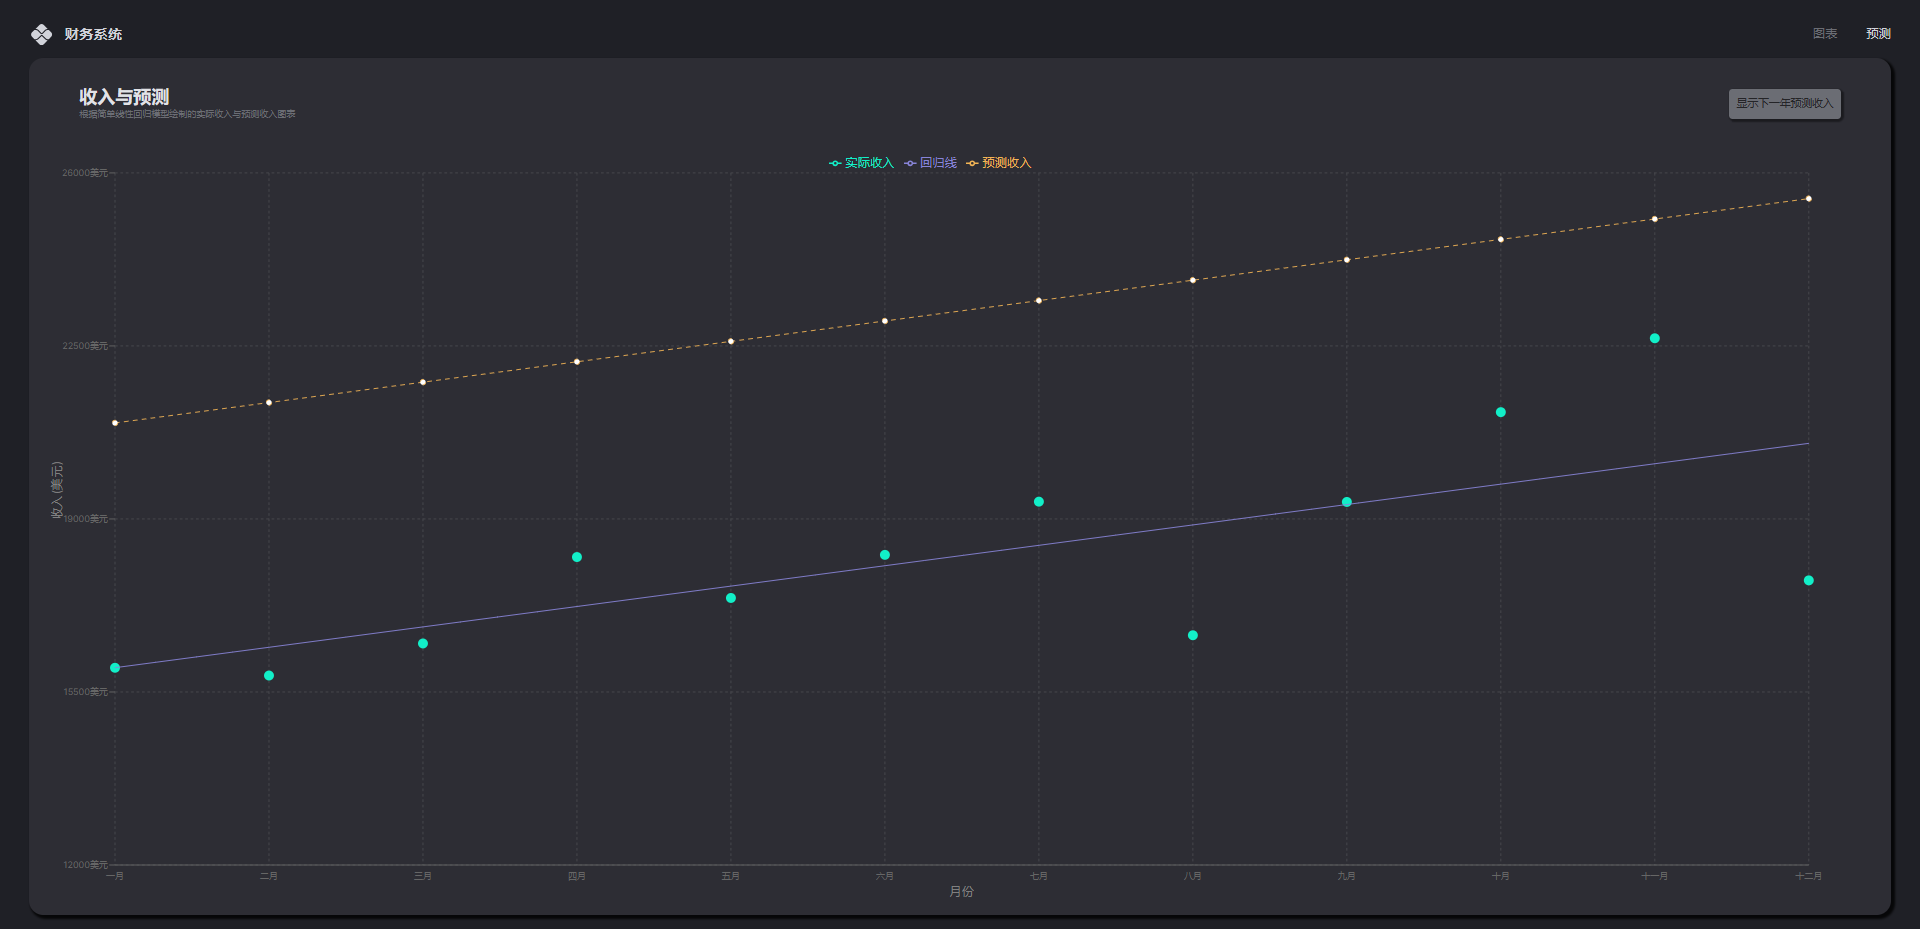 财务系统
图表
预测
收入与预测
根据简单线性回归模型绘制的实际收入与预测收入图表
显示下一年预测收入
实际收入
回归线
预测收入
26000美元
22500美元
19000美元
15500美元
12000美元
收入 (美元)
一月
二月
三月
四月
五月
六月
七月
八月
九月
十月
十一月
十二月
月份